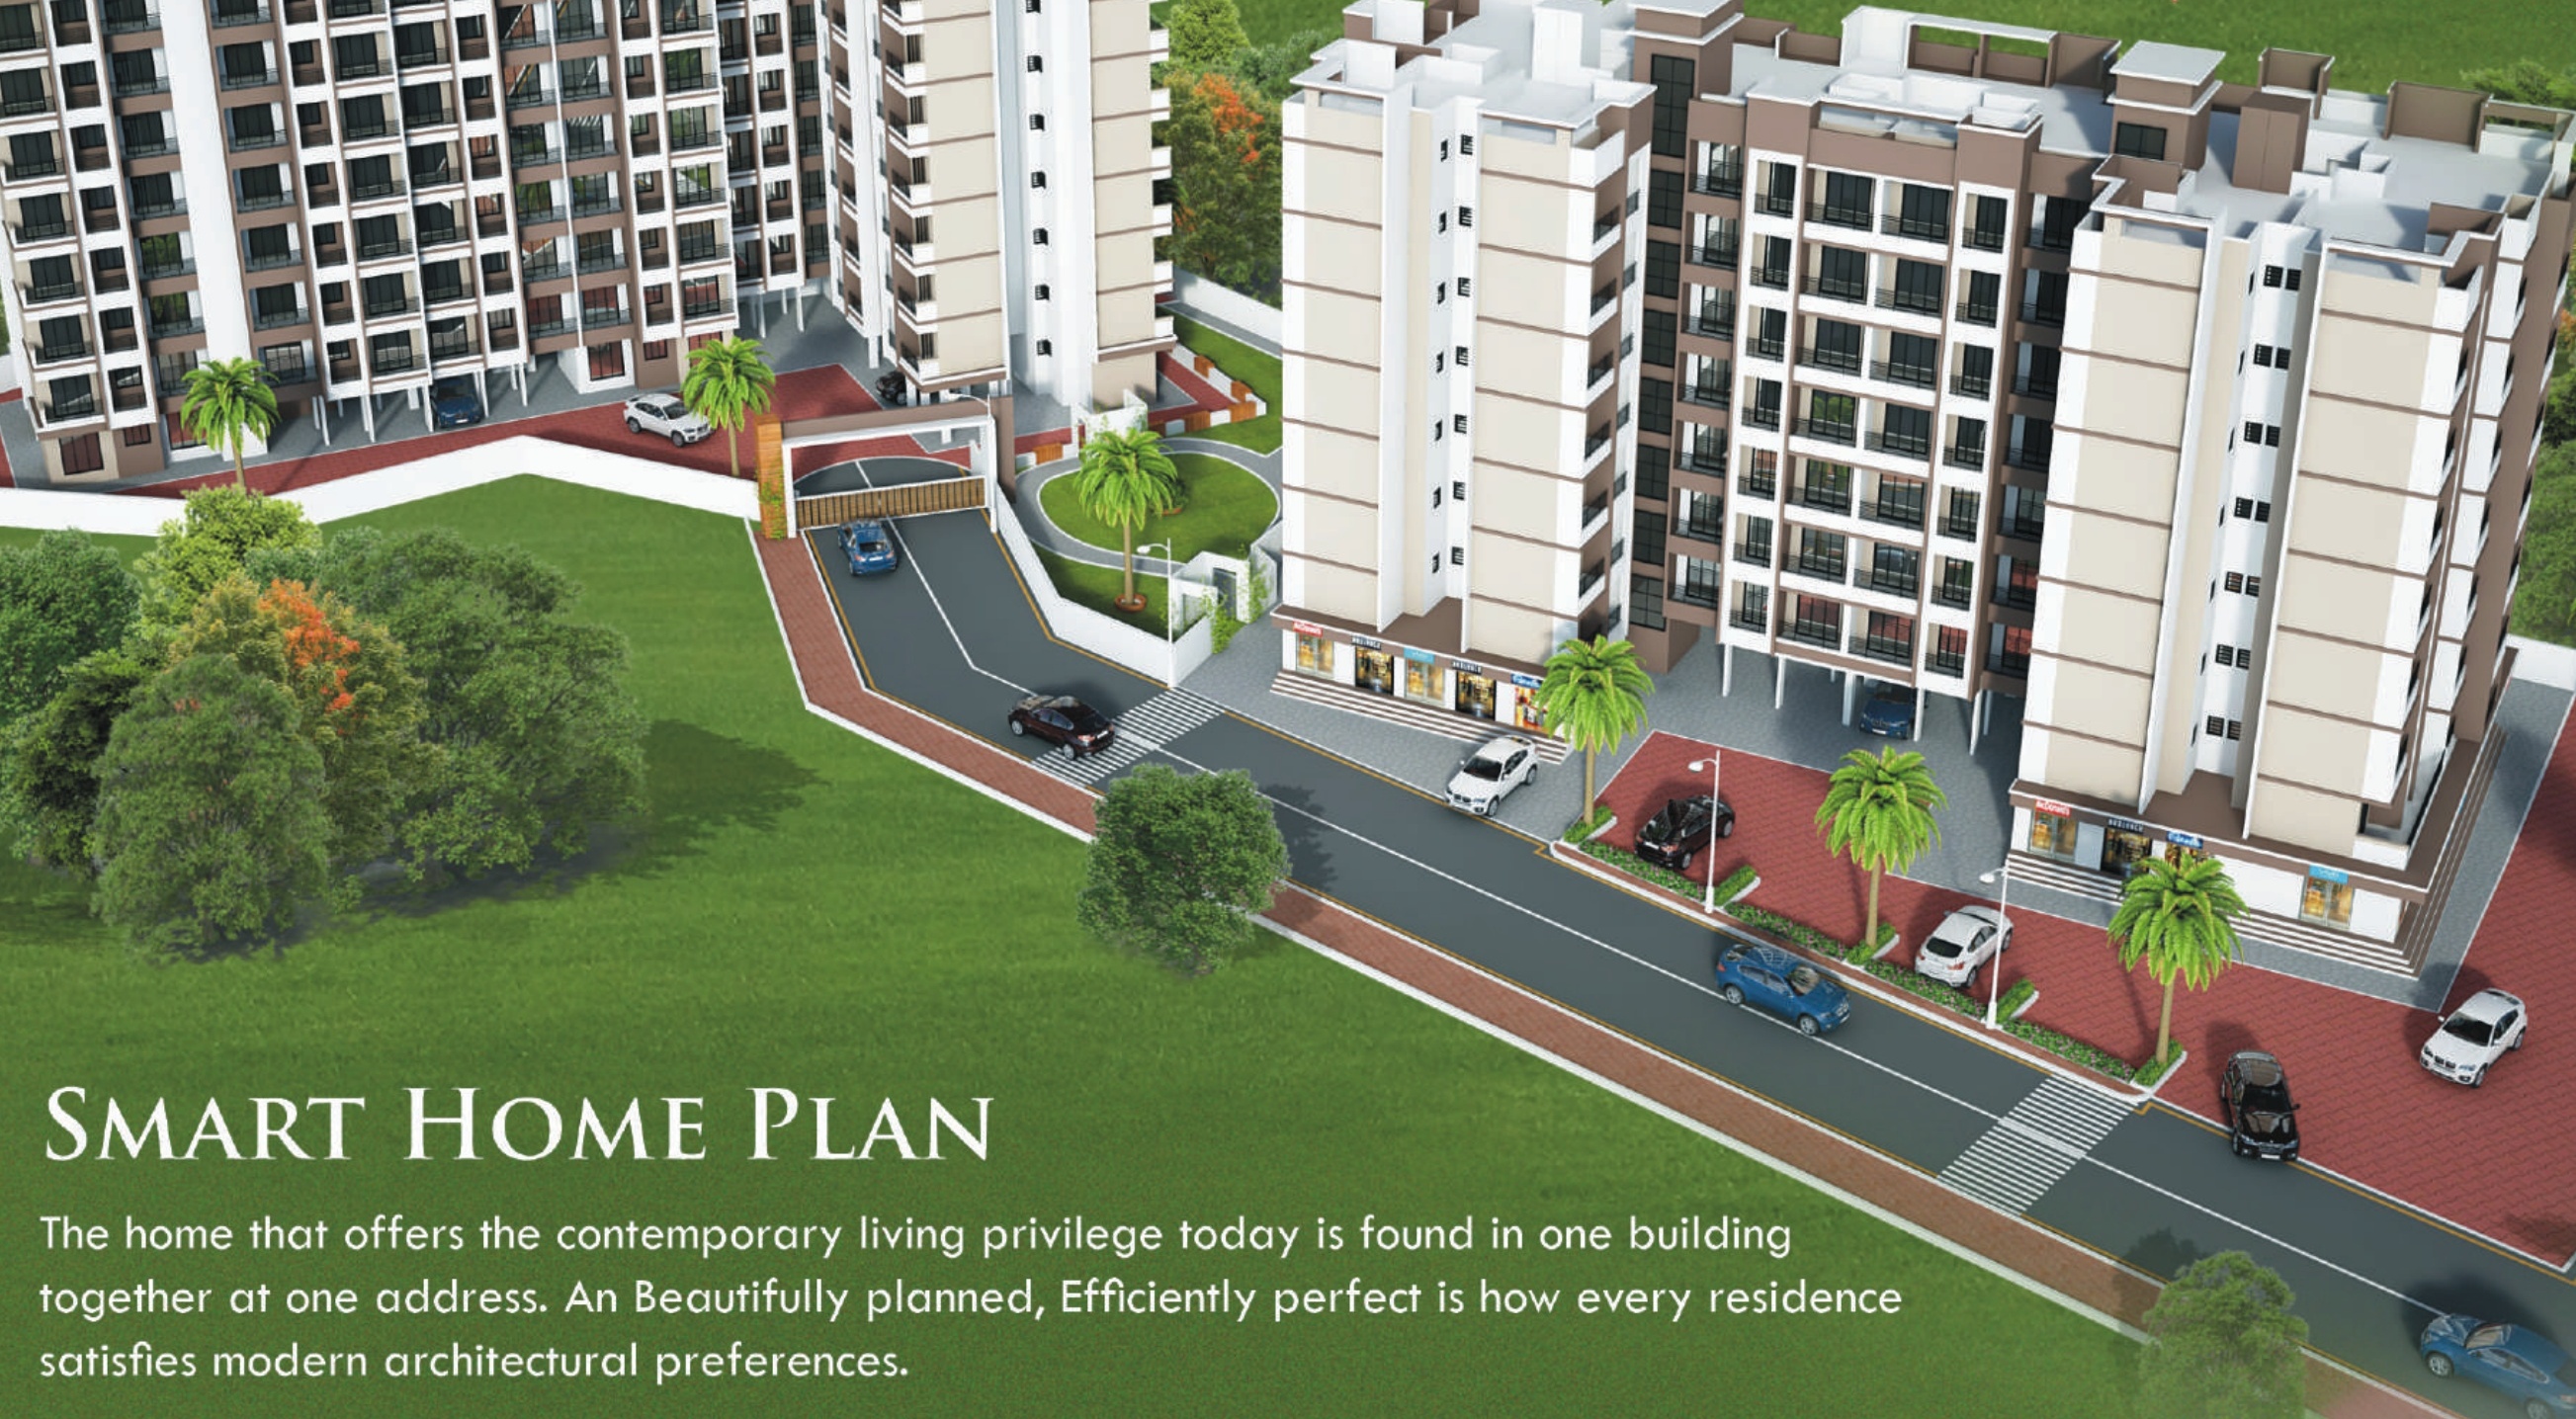 SMART HOME PLAN
The home that offers the contemporary living privilege today is found in one building
together at one address. An Beautifully planned, Efficiently perfect is how every residence
satisfies modern architectural preferences.